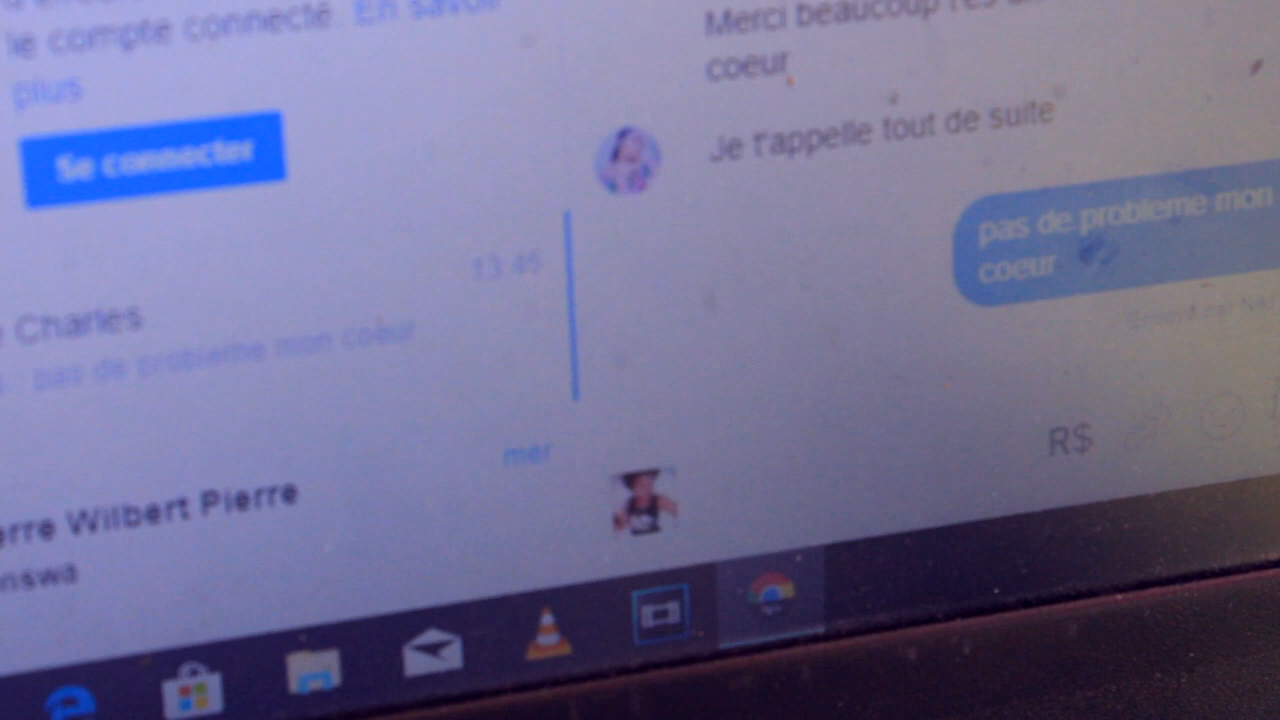 le compte connecté. En savoir
plus
Se connecter
13:45
Charles
pas de probleme mon coeur
mer
Wilbert Pierre
Merci beaucoup
coeur
Je t'appelle tout de suite
pas de probleme mon
coeur
R$